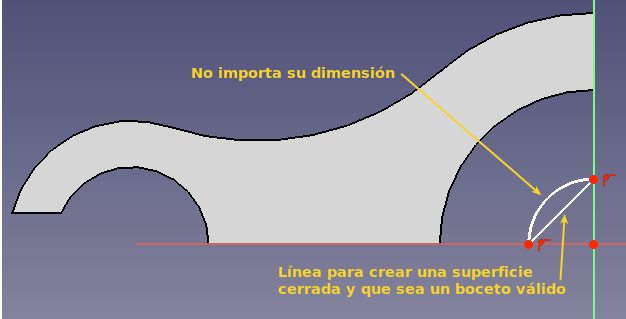 No importa su dimensión
Línea para crear una superficie
cerrada y que sea un boceto válido